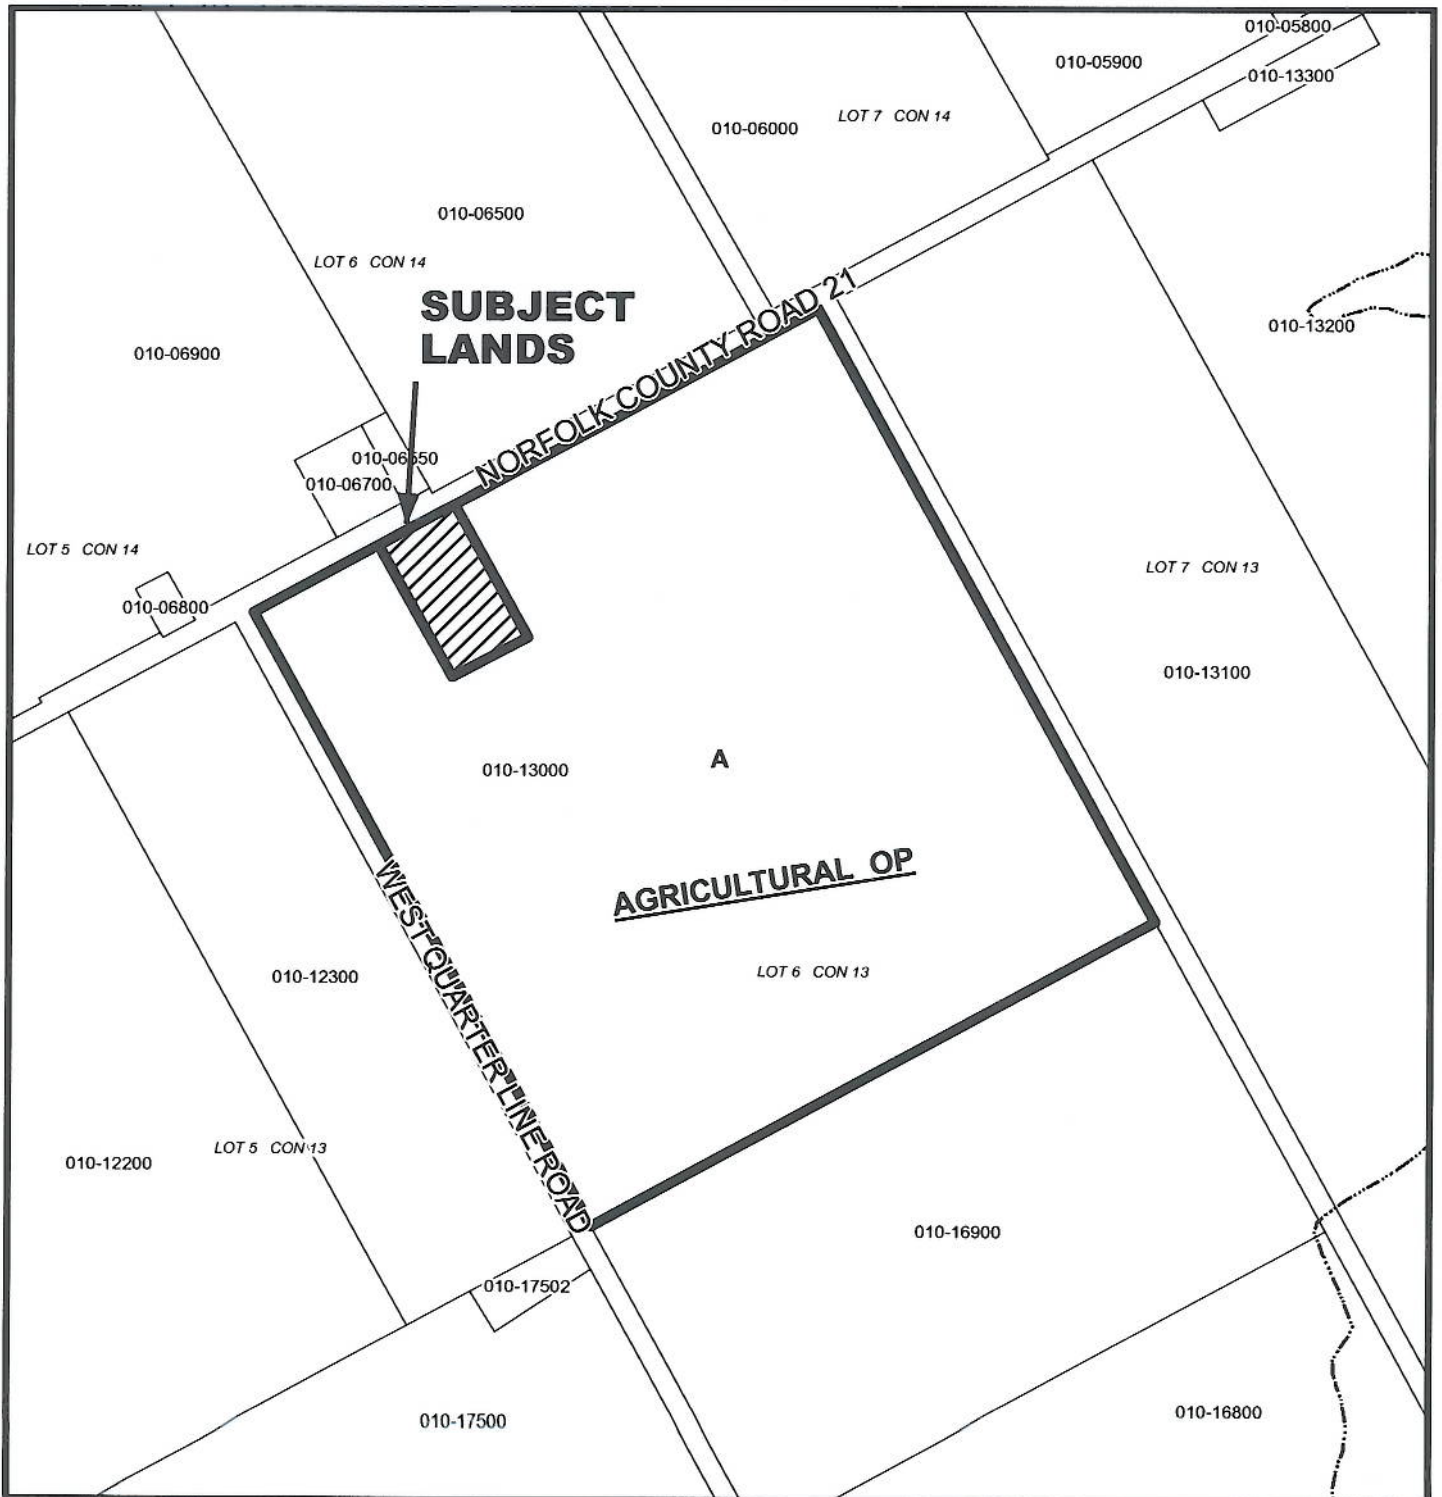 010-05800
010-05900
010-13300
010-06000
LOT 7 CON 14
010-06500
LOT 6 CON 14
SUBJECT
LANDS
NORFOLK COUNTY ROAD 21
010-13200
010-06900
010-06550
010-06700
LOT 5 CON 14
LOT 7 CON 13
010-06800
010-13100
010-13000
A
AGRICULTURAL OP
WEST QUARTER LINE ROAD
LOT 6 CON 13
010-12300
LOT 5 CON 13
010-12200
010-16900
010-17502
010-17500
010-16800